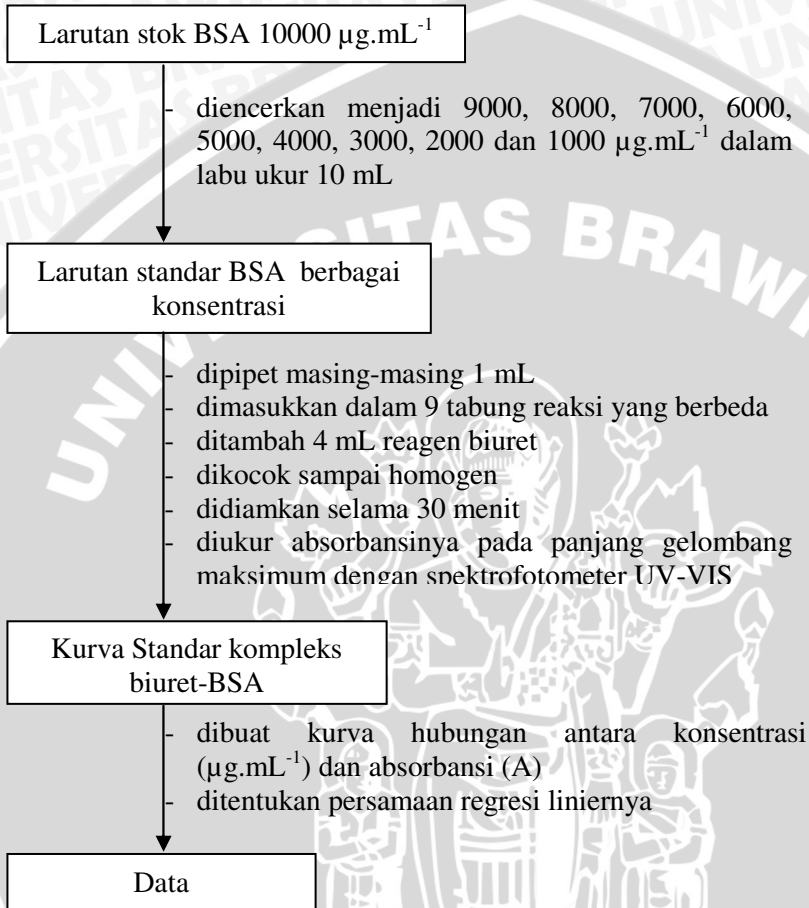 Larutan stok BSA 10000 µg.mL⁻¹
- diencerkan menjadi 9000, 8000, 7000, 6000,
5000, 4000, 3000, 2000 dan 1000 µg.mL⁻¹ dalam
labu ukur 10 mL
Larutan standar BSA berbagai
konsentrasi
- dipipet masing-masing 1 mL
- dimasukkan dalam 9 tabung reaksi yang berbeda
- ditambah 4 mL reagen biuret
- dikocok sampai homogen
- didiamkan selama 30 menit
- diukur absorbansinya pada panjang gelombang
maksimum dengan spektrofotometer UV-VIS
Kurva Standar kompleks
biuret-BSA
- dibuat kurva hubungan antara konsentrasi
(µg.mL⁻¹) dan absorbansi (A)
- ditentukan persamaan regresi liniernya
Data